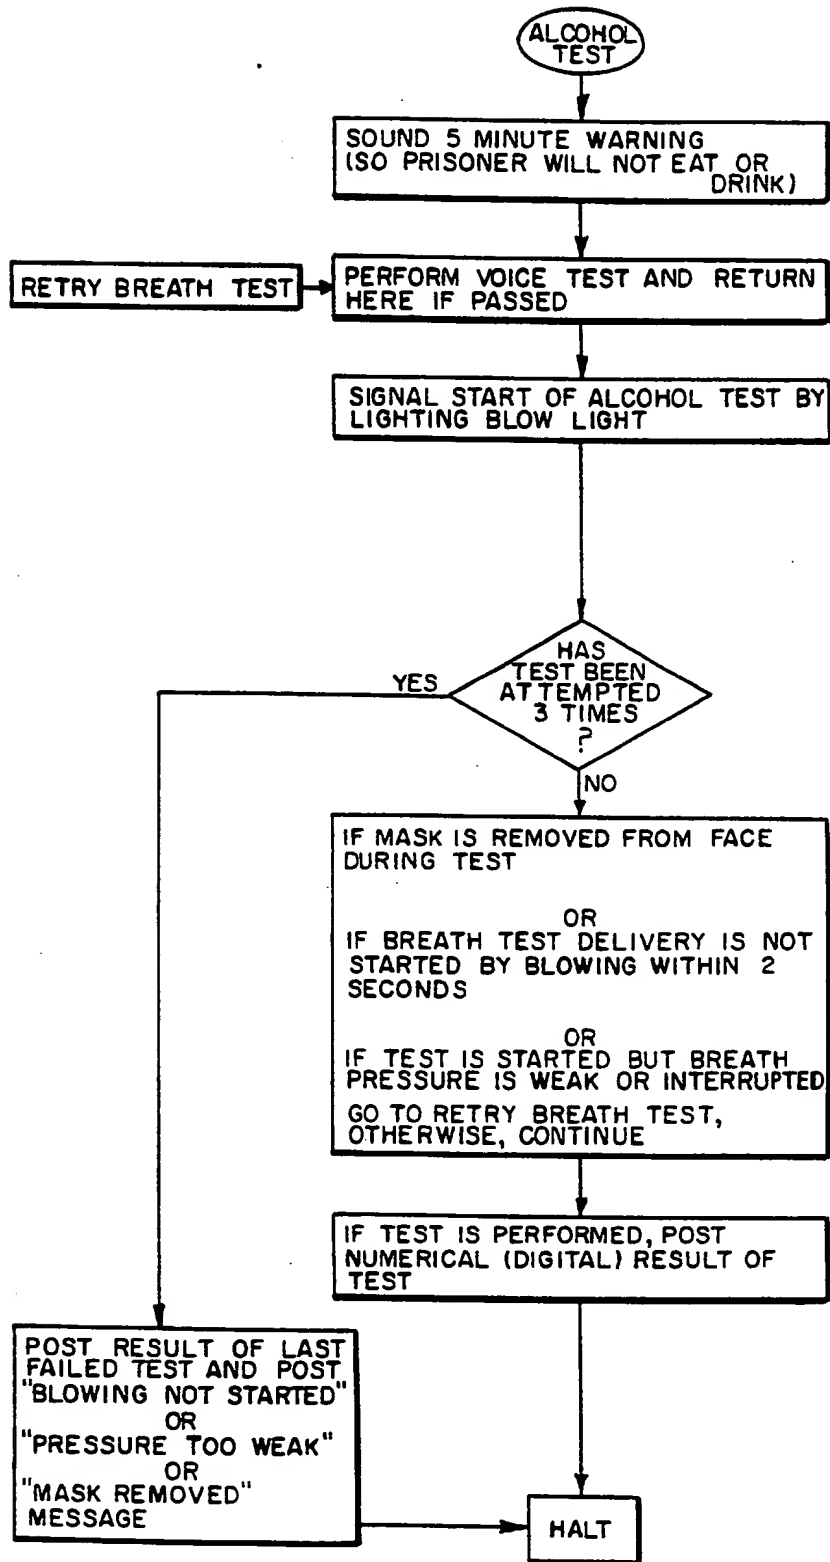 ALCOHOL
TEST
SOUND 5 MINUTE WARNING
(SO PRISONER WILL NOT EAT OR
DRINK)
RETRY BREATH TEST
PERFORM VOICE TEST AND RETURN
HERE IF PASSED
SIGNAL START OF ALCOHOL TEST BY
LIGHTING BLOW LIGHT
HAS
TEST BEEN
ATTEMPTED
3 TIMES
?
YES
NO
IF MASK IS REMOVED FROM FACE
DURING TEST
OR
IF BREATH TEST DELIVERY IS NOT
STARTED BY BLOWING WITHIN 2
SECONDS
OR
IF TEST IS STARTED BUT BREATH
PRESSURE IS WEAK OR INTERRUPTED
GO TO RETRY BREATH TEST,
OTHERWISE, CONTINUE
IF TEST IS PERFORMED, POST
NUMERICAL (DIGITAL) RESULT OF
TEST
POST RESULT OF LAST
FAILED TEST AND POST
"BLOWING NOT STARTED"
OR
"PRESSURE TOO WEAK"
OR
"MASK REMOVED"
MESSAGE
HALT